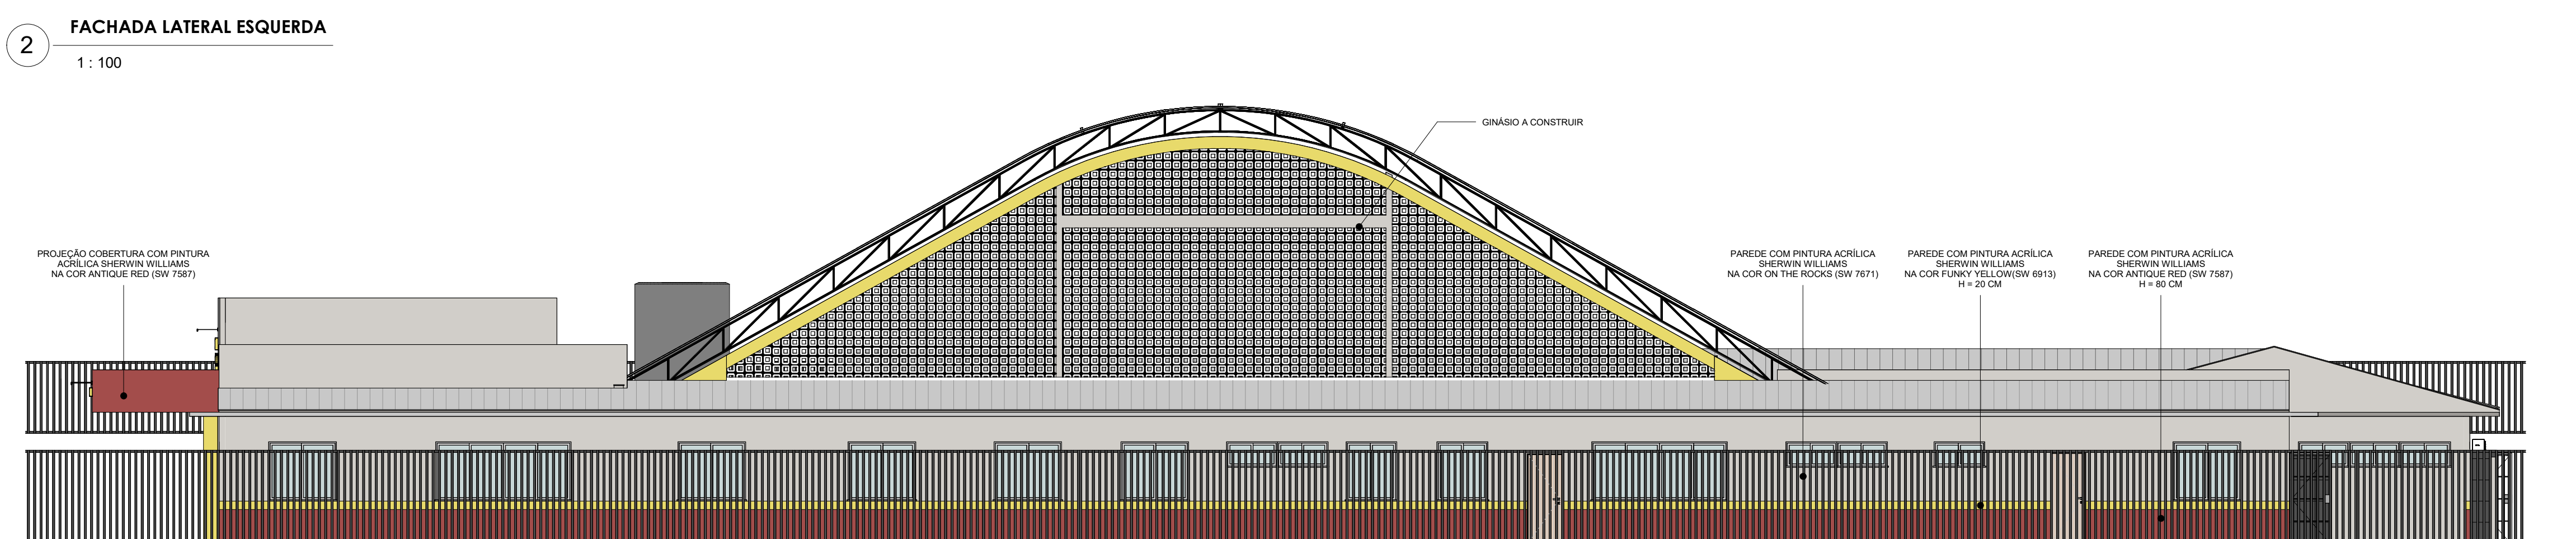 2
FACHADA LATERAL ESQUERDA
1 : 100
GINÁSIO A CONSTRUIR
PROJEÇÃO COBERTURA COM PINTURA
ACRÍLICA SHERWIN WILLIAMS
NA COR ANTIQUE RED (SW 7587)
PAREDE COM PINTURA ACRÍLICA
SHERWIN WILLIAMS
NA COR ON THE ROCKS (SW 7671)
PAREDE COM PINTURA ACRÍLICA
SHERWIN WILLIAMS
NA COR FUNKY YELLOW(SW 6913)
H = 20 CM
PAREDE COM PINTURA ACRÍLICA
SHERWIN WILLIAMS
NA COR ANTIQUE RED (SW 7587)
H = 80 CM